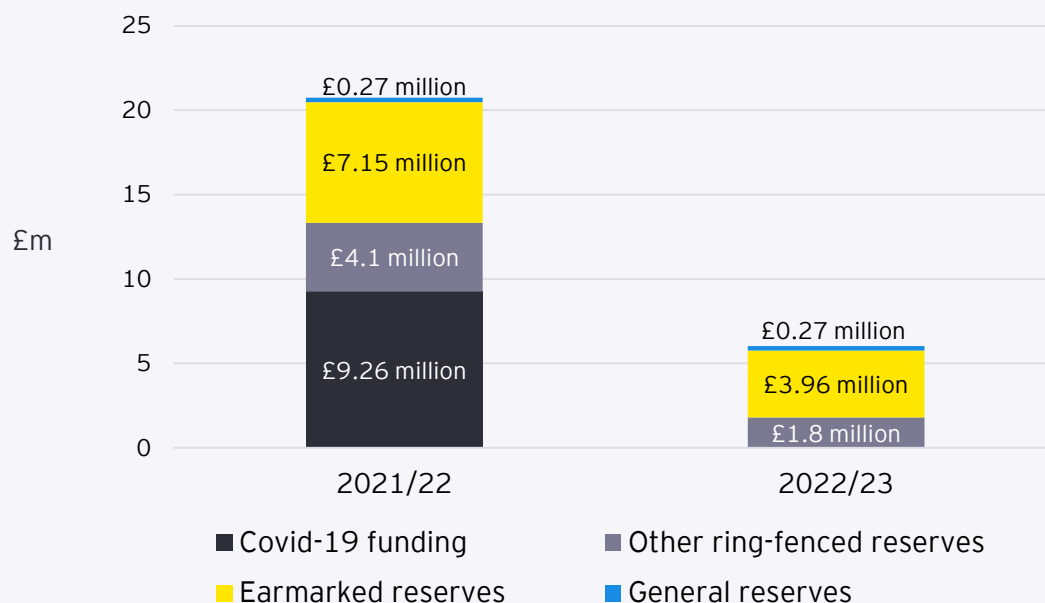 25
£0.27 million
20
£7.15 million
15
£m
£4.1 million
10
£0.27 million
£9.26 million
5
£3.96 million
£1.8 million
0
2021/22 2022/23
Covid-19 funding Other ring-fenced reserves
Earmarked reserves General reserves